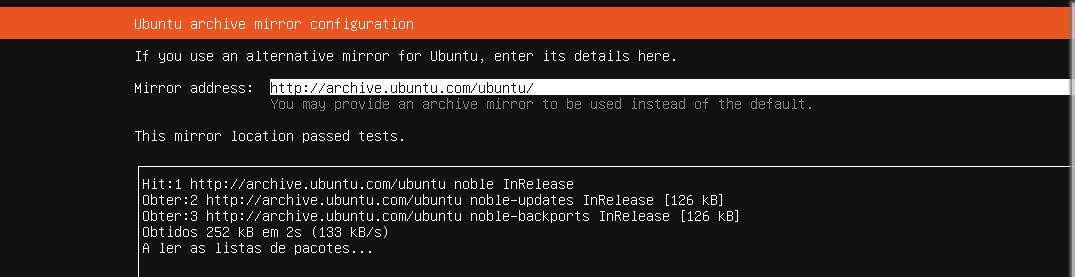 Ubuntu archive mirror configuration
If you use an alternative mirror for Ubuntu, enter its details here.
Mirror address: http://archive.ubuntu.com/ubuntu/
You may provide an archive mirror to be used instead of the default.
This mirror location passed tests.
Hit:1 http://archive.ubuntu.com/ubuntu noble InRelease
Obter:2 http://archive.ubuntu.com/ubuntu noble-updates InRelease [126 kB]
Obter:3 http://archive.ubuntu.com/ubuntu noble-backports InRelease [126 kB]
Obtidos 252 kB em 2s (133 kB/s)
A ler as listas de pacotes...